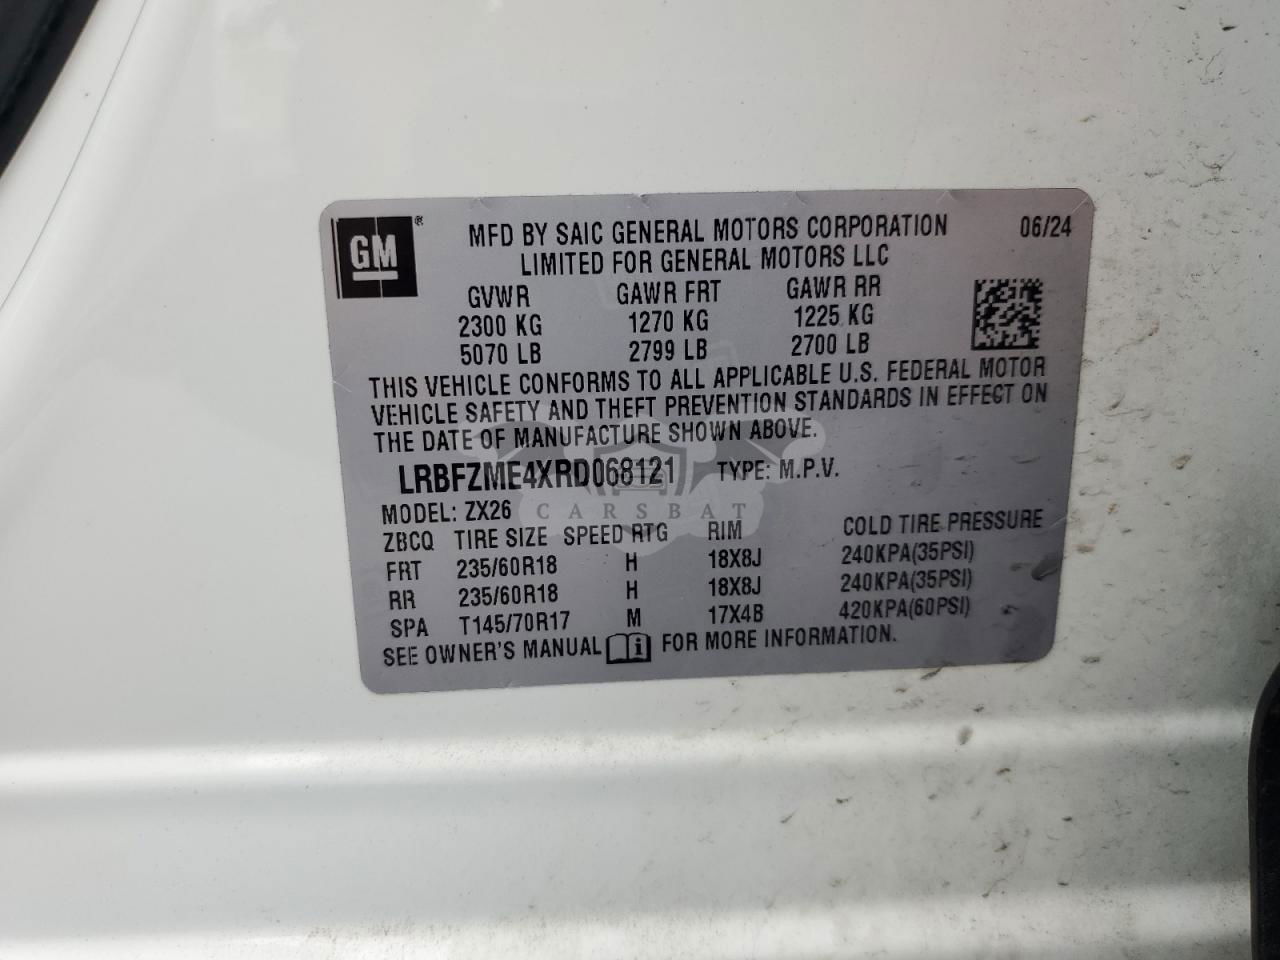 GM ®
MFD BY SAIC GENERAL MOTORS CORPORATION 06/24
LIMITED FOR GENERAL MOTORS LLC
GVWR GAWR FRT GAWR RR
2300 KG 1270 KG 1225 KG
5070 LB 2799 LB 2700 LB
THIS VEHICLE CONFORMS TO ALL APPLICABLE U.S. FEDERAL MOTOR
VEHICLE SAFETY AND THEFT PREVENTION STANDARDS IN EFFECT ON
THE DATE OF MANUFACTURE SHOWN ABOVE.
LRBFZME4XRD068121 TYPE: M.P.V.
MODEL: ZX26
CARSBAT
ZBCQ TIRE SIZE SPEED RTG RIM COLD TIRE PRESSURE
FRT 235/60R18 H 18X8J 240KPA(35PSI)
RR 235/60R18 H 18X8J 240KPA(35PSI)
SPA T145/70R17 M 17X4B 420KPA(60PSI)
SEE OWNER'S MANUAL i FOR MORE INFORMATION.